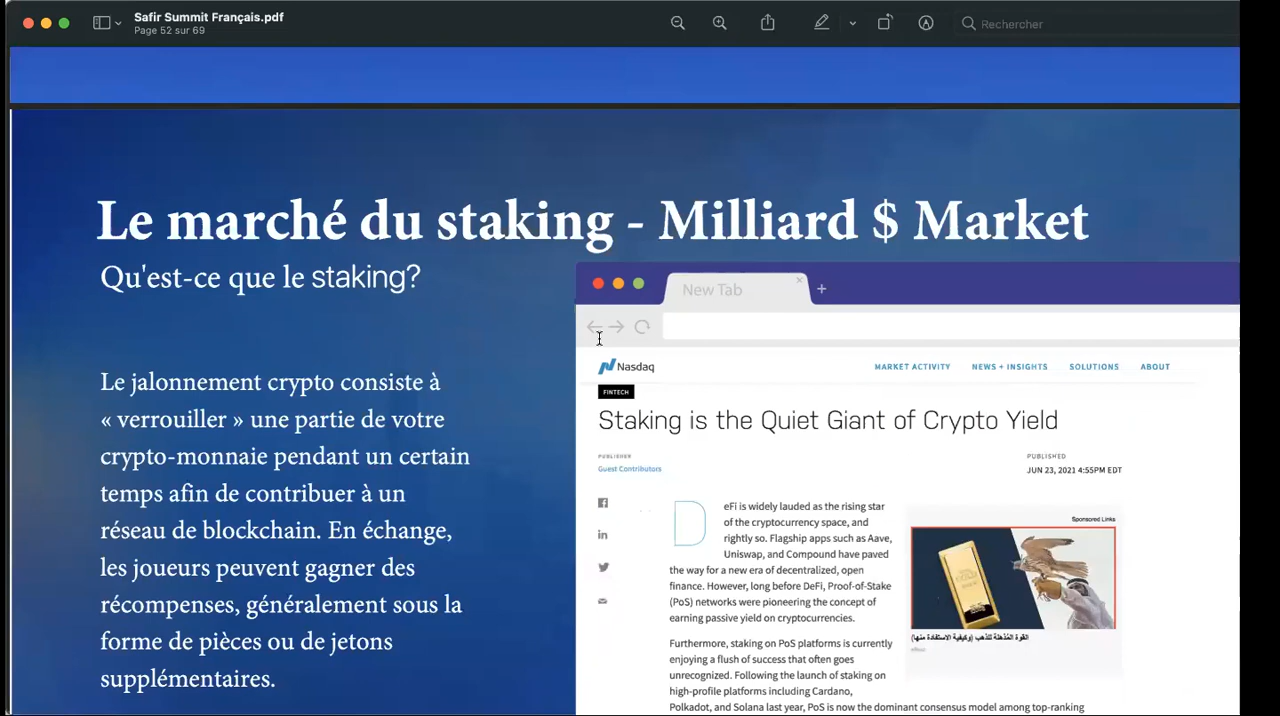 Safir Summit Français.pdf
Page 52 sur 69
Rechercher
Le marché du staking - Milliard $ Market
Qu'est-ce que le staking?
Le jalonnement crypto consiste à
« verrouiller » une partie de votre
crypto-monnaie pendant un certain
temps afin de contribuer à un
réseau de blockchain. En échange,
les joueurs peuvent gagner des
récompenses, généralement sous la
forme de pièces ou de jetons
supplémentaires.
New Tab
Nasdaq
MARKET ACTIVITY NEWS + INSIGHTS SOLUTIONS ABOUT
FINTECH
Staking is the Quiet Giant of Crypto Yield
PUBLISHER
Guest Contributors
PUBLISHED
JUN 23, 2021 4:55PM EDT
DeFi is widely lauded as the rising star
of the cryptocurrency space, and
rightly so. Flagship apps such as Aave,
Uniswap, and Compound have paved
the way for a new era of decentralized, open
finance. However, long before DeFi, Proof-of-Stake
(PoS) networks were pioneering the concept of
earning passive yield on cryptocurrencies.
Furthermore, staking on PoS platforms is currently
enjoying a flush of success that often goes
unrecognized. Following the launch of staking on
high-profile platforms including Cardano,
Polkadot, and Solana last year, PoS is now the dominant consensus model among top-ranking
Sponsored Links
القوة المُذهلة للذهب (وكيفية الاستفادة منها)